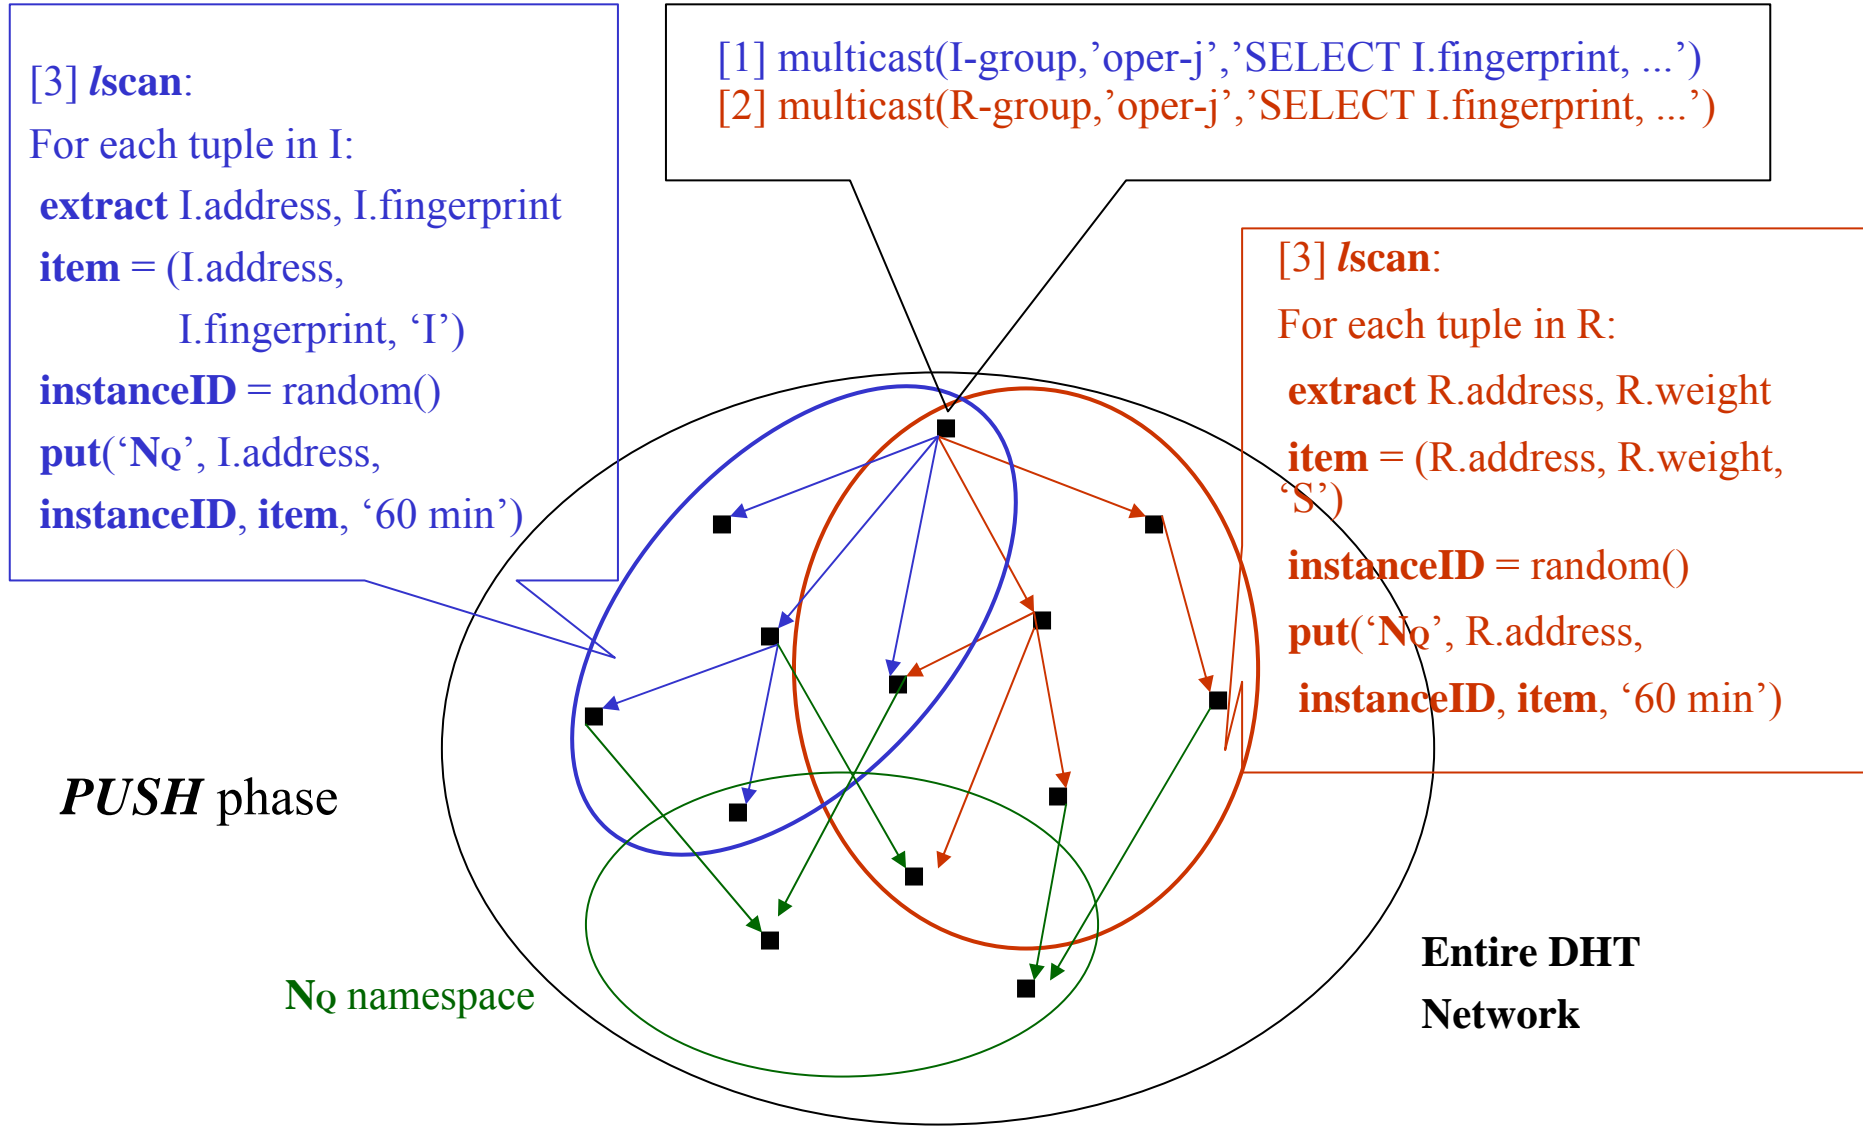 [1] multicast(I-group,’oper-j’,’SELECT I.fingerprint, ...’)
[2] multicast(R-group,’oper-j’,’SELECT I.fingerprint, ...’)
[3] lscan:
For each tuple in I:
extract I.address, I.fingerprint
item = (I.address,
I.fingerprint, ‘I’)
instanceID = random()
put(‘NQ’, I.address,
instanceID, item, ‘60 min’)
[3] lscan:
For each tuple in R:
extract R.address, R.weight
item = (R.address, R.weight,
‘S’)
instanceID = random()
put(‘NQ’, R.address,
instanceID, item, ‘60 min’)
PUSH phase
NQ namespace
Entire DHT
Network